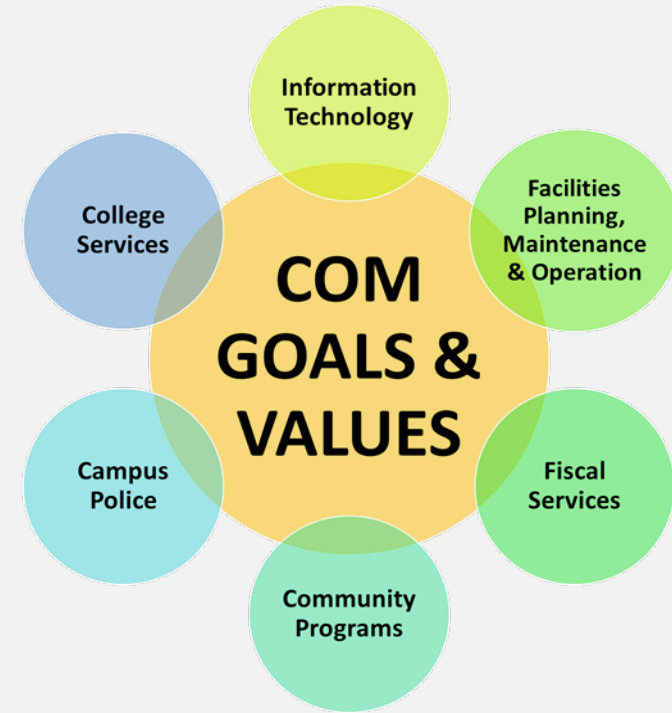 Information
Technology
Facilities
Planning,
Maintenance
& Operation
College
Services
COM
GOALS &
VALUES
Campus
Police
Fiscal
Services
Community
Programs